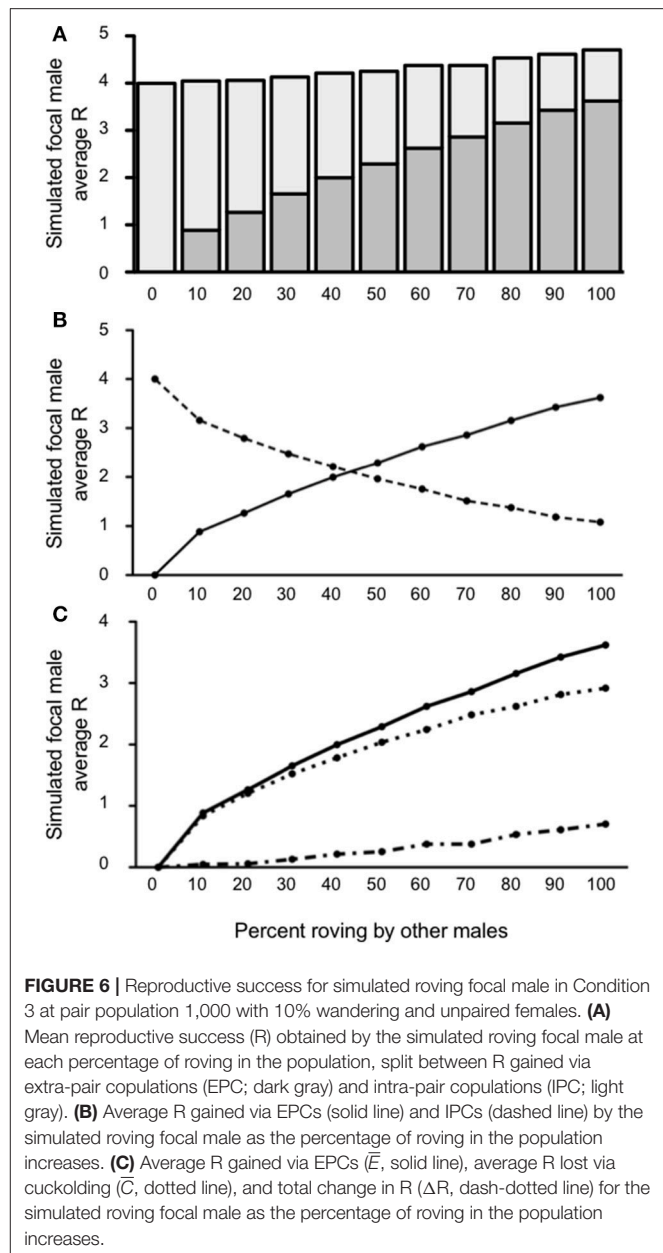 A
Simulated focal male
average R
5
4
3
2
1
0
0 10 20 30 40 50 60 70 80 90 100
B
Simulated focal male
average R
5
4
3
2
1
0
0 10 20 30 40 50 60 70 80 90 100
C
Simulated focal male
average R
4
3
2
1
0
0 10 20 30 40 50 60 70 80 90 100
Percent roving by other males
FIGURE 6 | Reproductive success for simulated roving focal male in Condition
3 at pair population 1,000 with 10% wandering and unpaired females. (A)
Mean reproductive success (R) obtained by the simulated roving focal male at
each percentage of roving in the population, split between R gained via
extra-pair copulations (EPC; dark gray) and intra-pair copulations (IPC; light
gray). (B) Average R gained via EPCs (solid line) and IPCs (dashed line) by the
simulated roving focal male as the percentage of roving in the population
increases. (C) Average R gained via EPCs (E̅, solid line), average R lost via
cuckolding (C̅, dotted line), and total change in R (ΔR, dash-dotted line) for the
simulated roving focal male as the percentage of roving in the population
increases.